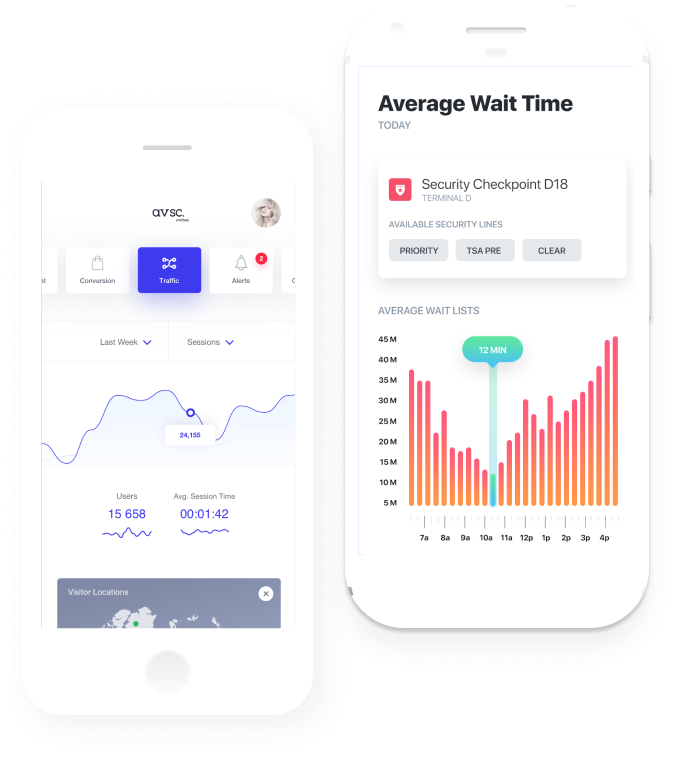 avsc.
clothes
Conversion
Traffic
Alerts
2
Last Week
Sessions
24,155
Users
Avg. Session Time
15 658
00:01:42
Visitor Locations
Average Wait Time
TODAY
Security Checkpoint D18
TERMINAL D
AVAILABLE SECURITY LINES
PRIORITY TSA PRE CLEAR
AVERAGE WAIT LISTS
45 M
12 MIN
40 M
35 M
30 M
25 M
20 M
15 M
10 M
5 M
7a 8a 9a 10a 11a 12p 1p 2p 3p 4p